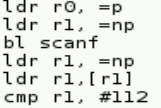 ldr r0, =p
ldr r1, =np
bl scanf
ldr r1, =np
ldr r1,[r1]
cmp r1, #112